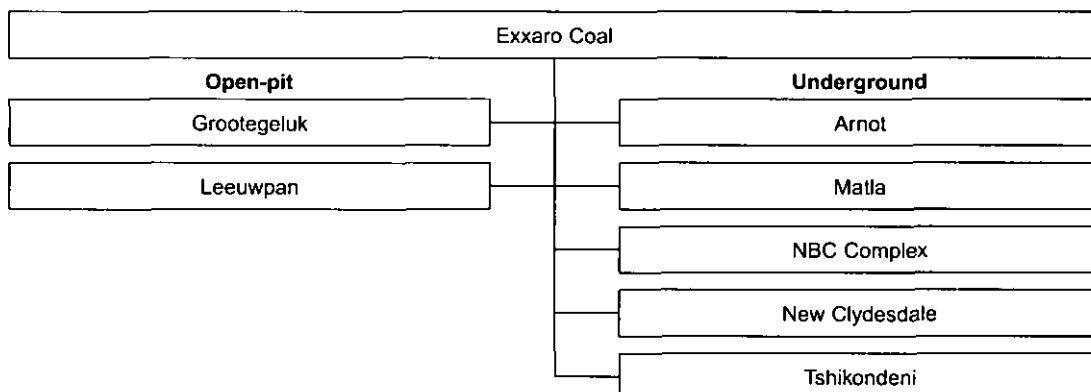 Exxaro Coal
Open-pit
Underground
Grootegeluk
Arnot
Leeuwpan
Matla
NBC Complex
New Clydesdale
Tshikondeni